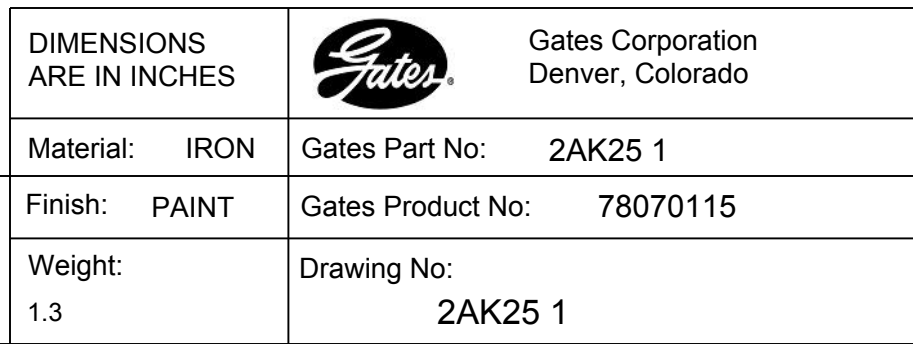 DIMENSIONS
ARE IN INCHES
Gates®
Gates Corporation
Denver, Colorado
Material: IRON
Gates Part No: 2AK25 1
Finish: PAINT
Gates Product No: 78070115
Weight:
1.3
Drawing No:
2AK25 1